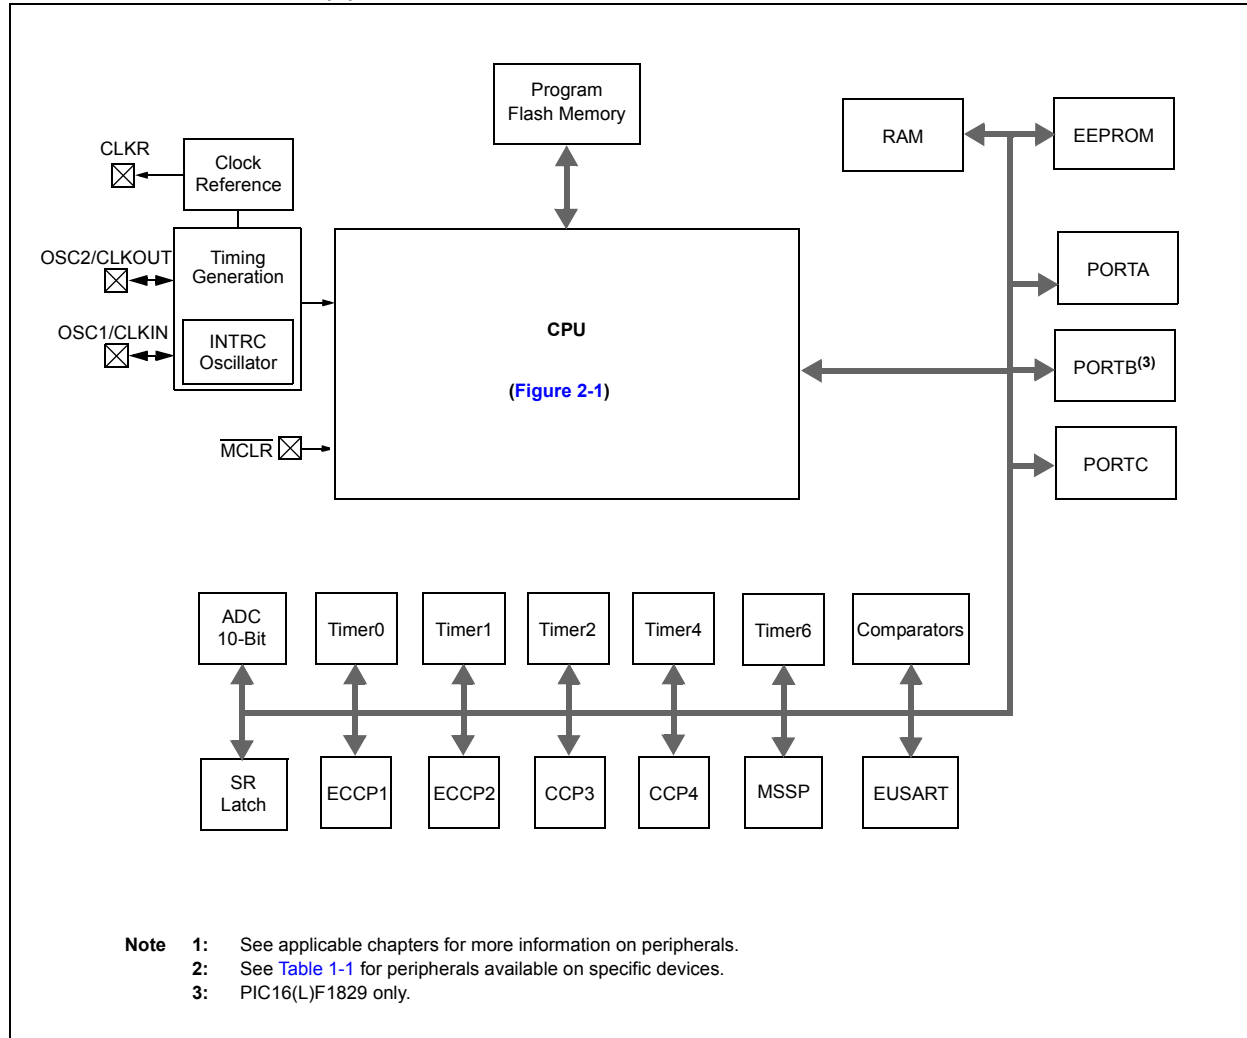 Program
Flash Memory
RAM
EEPROM
CLKR
Clock
Reference
OSC2/CLKOUT
Timing
Generation
PORTA
OSC1/CLKIN
INTRC
Oscillator
CPU
(Figure 2-1)
PORTB(3)
MCLR
PORTC
ADC
10-Bit
Timer0
Timer1
Timer2
Timer4
Timer6
Comparators
SR
Latch
ECCP1
ECCP2
CCP3
CCP4
MSSP
EUSART
Note 1: See applicable chapters for more information on peripherals.
2: See Table 1-1 for peripherals available on specific devices.
3: PIC16(L)F1829 only.